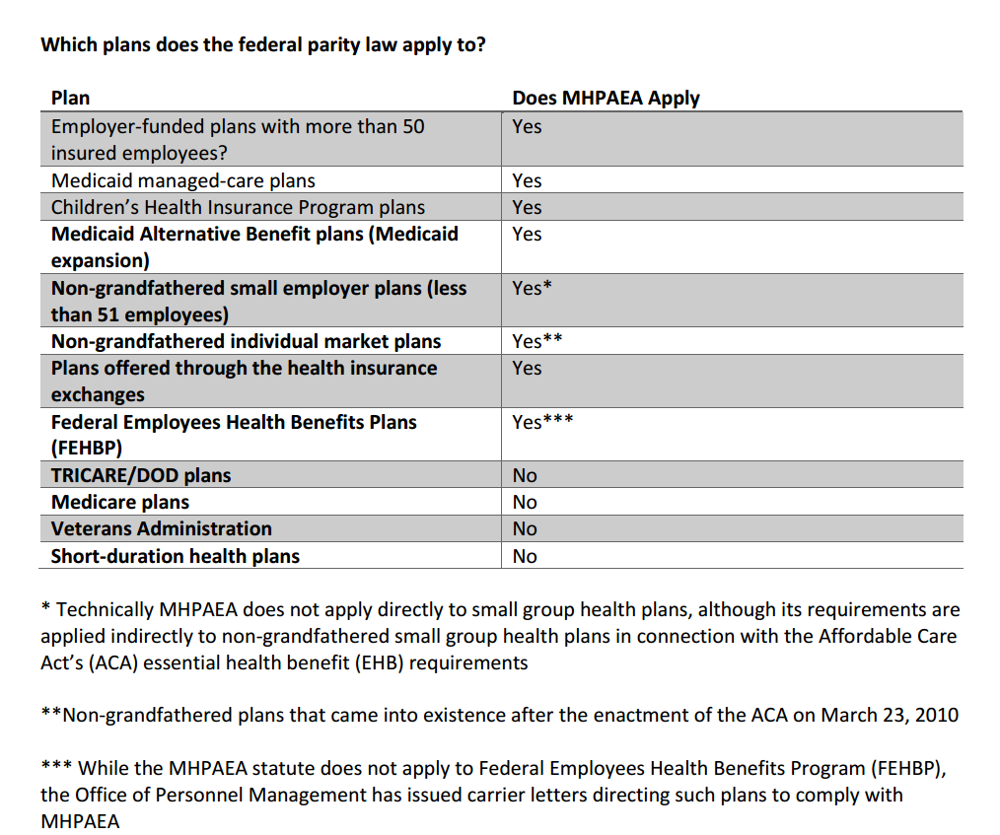 Which plans does the federal parity law apply to?
Plan Does MHPAEA Apply
Employer-funded plans with more than 50 Yes
insured employees?
Medicaid managed-care plans Yes
Children’s Health Insurance Program plans Yes
Medicaid Alternative Benefit plans (Medicaid Yes
expansion)
Non-grandfathered small employer plans (less Yes*
than 51 employees)
Non-grandfathered individual market plans Yes**
Plans offered through the health insurance Yes
exchanges
Federal Employees Health Benefits Plans Yes***
(FEHBP)
TRICARE/DOD plans No
Medicare plans No
Veterans Administration No
Short-duration health plans No
* Technically MHPAEA does not apply directly to small group health plans, although its requirements are
applied indirectly to non-grandfathered small group health plans in connection with the Affordable Care
Act’s (ACA) essential health benefit (EHB) requirements
**Non-grandfathered plans that came into existence after the enactment of the ACA on March 23, 2010
*** While the MHPAEA statute does not apply to Federal Employees Health Benefits Program (FEHBP),
the Office of Personnel Management has issued carrier letters directing such plans to comply with
MHPAEA